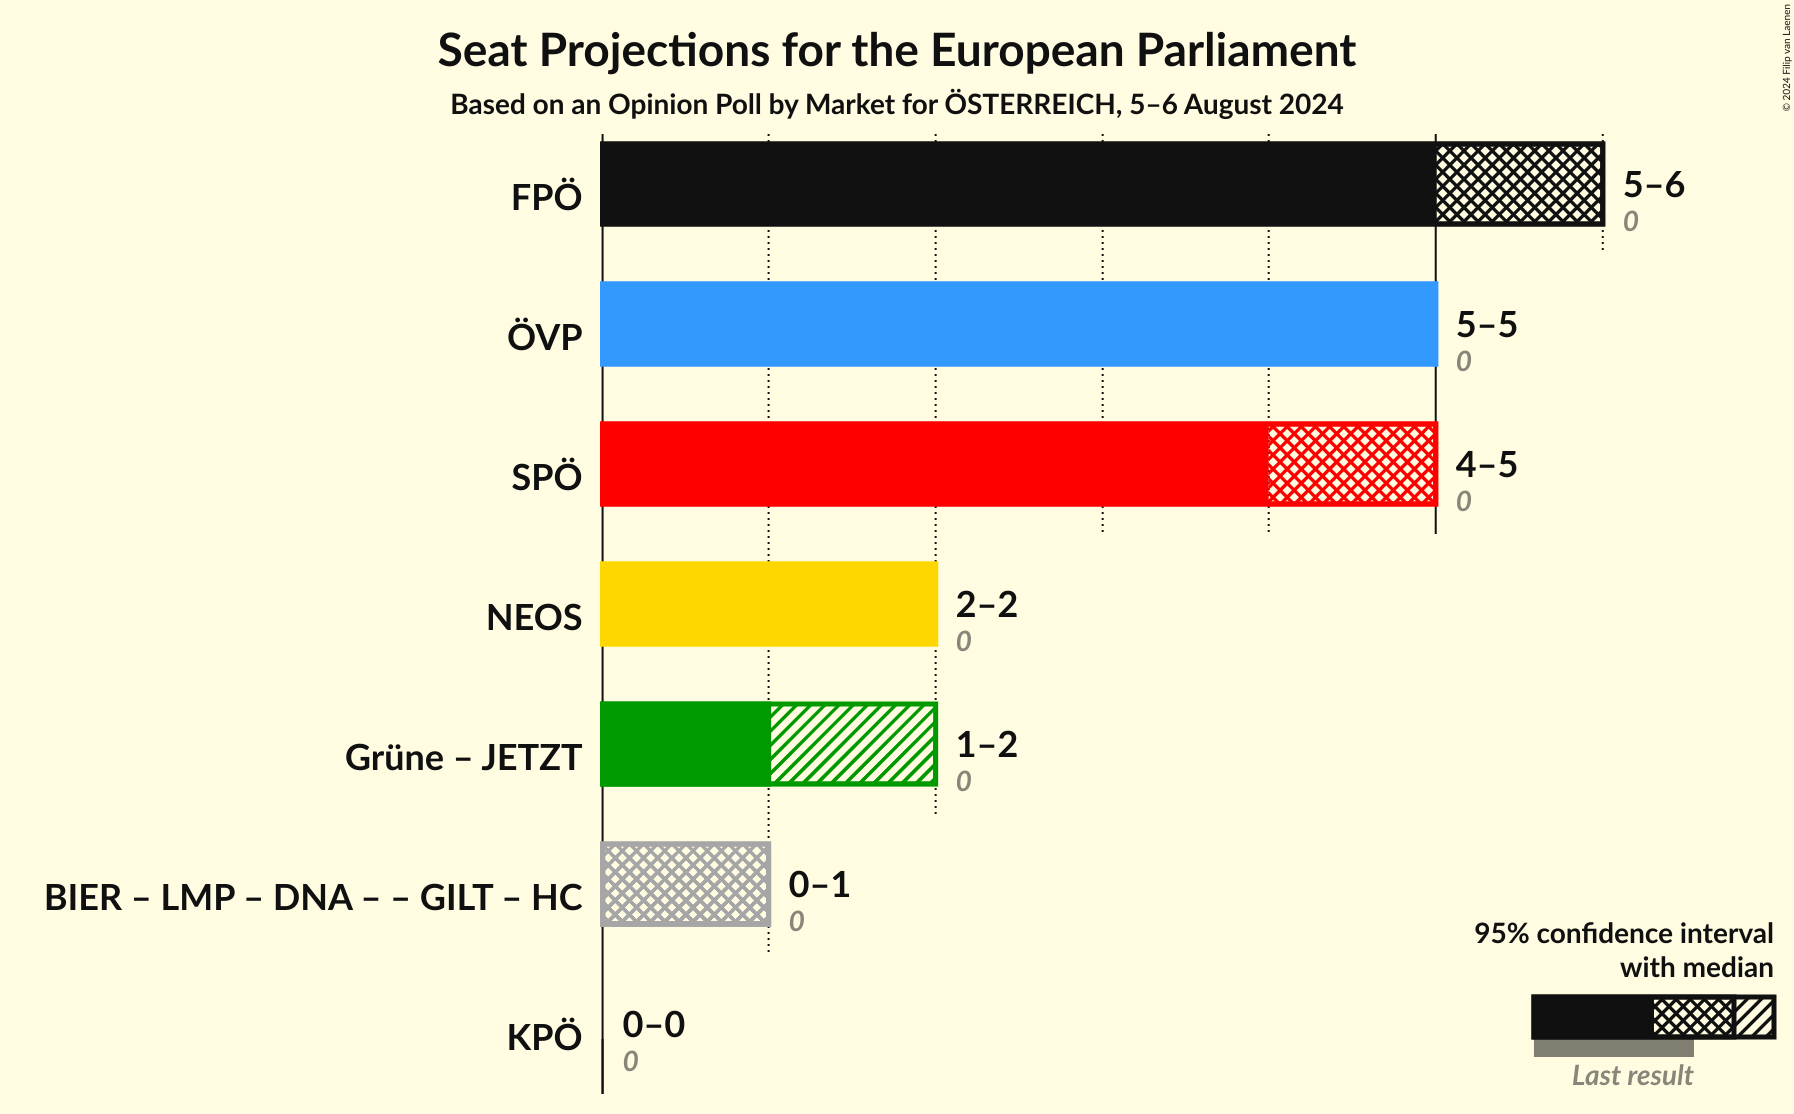 Seat Projections for the European Parliament
Based on an Opinion Poll by Market for ÖSTERREICH, 5–6 August 2024
© 2024 Filip van Laenen
FPÖ
5–6
0
ÖVP
5–5
0
SPÖ
4–5
0
NEOS
2–2
0
Grüne – JETZT
1–2
0
BIER – LMP – DNA – – GILT – HC
0–1
0
KPÖ
0–0
0
95% confidence interval
with median
Last result